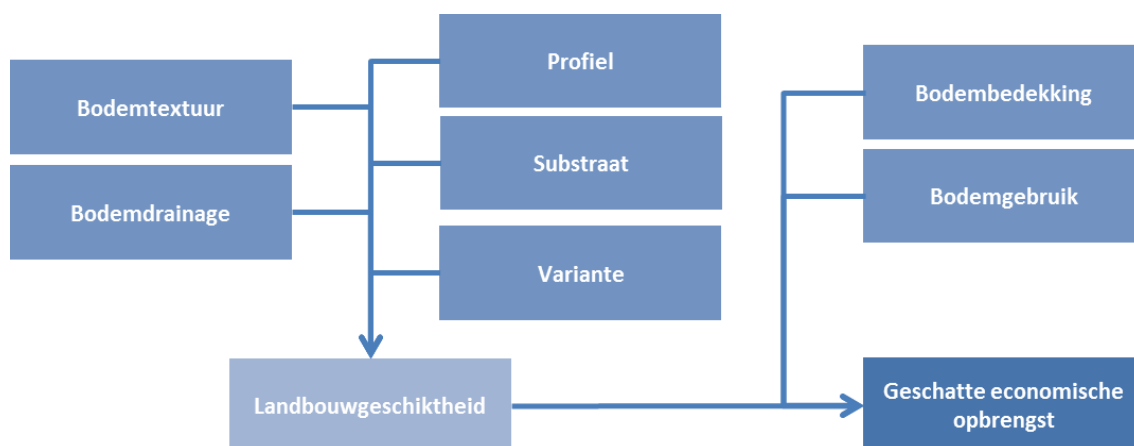 Bodemtextuur
Bodemdrainage
Profiel
Substraat
Variante
Bodembedekking
Bodemgebruik
Landbouwgeschiktheid
Geschatte economische
opbrengst